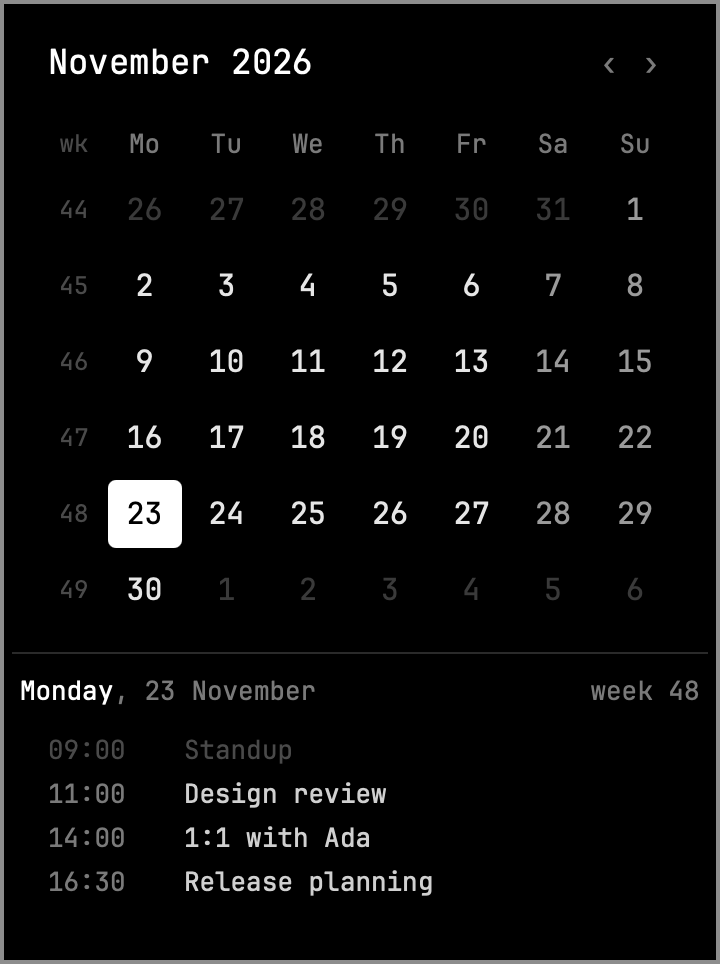 November 2026 ‹ ›
wk Mo Tu We Th Fr Sa Su
44 26 27 28 29 30 31 1
45 2 3 4 5 6 7 8
46 9 10 11 12 13 14 15
47 16 17 18 19 20 21 22
48 23 24 25 26 27 28 29
49 30 1 2 3 4 5 6
Monday, 23 November week 48
09:00 Standup
11:00 Design review
14:00 1:1 with Ada
16:30 Release planning